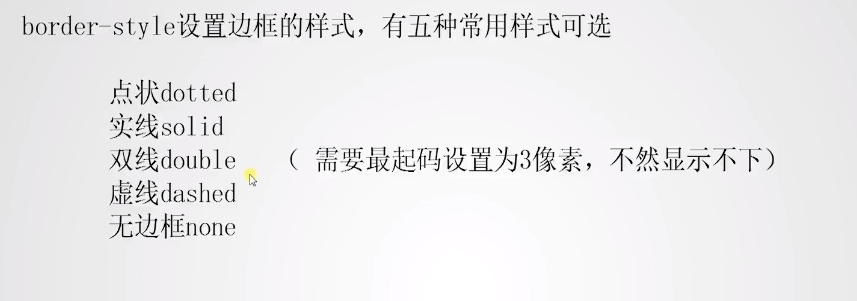 border-style设置边框的样式，有五种常用样式可选
点状dotted
实线solid
双线double （ 需要最起码设置为3像素，不然显示不下）
虚线dashed
无边框none